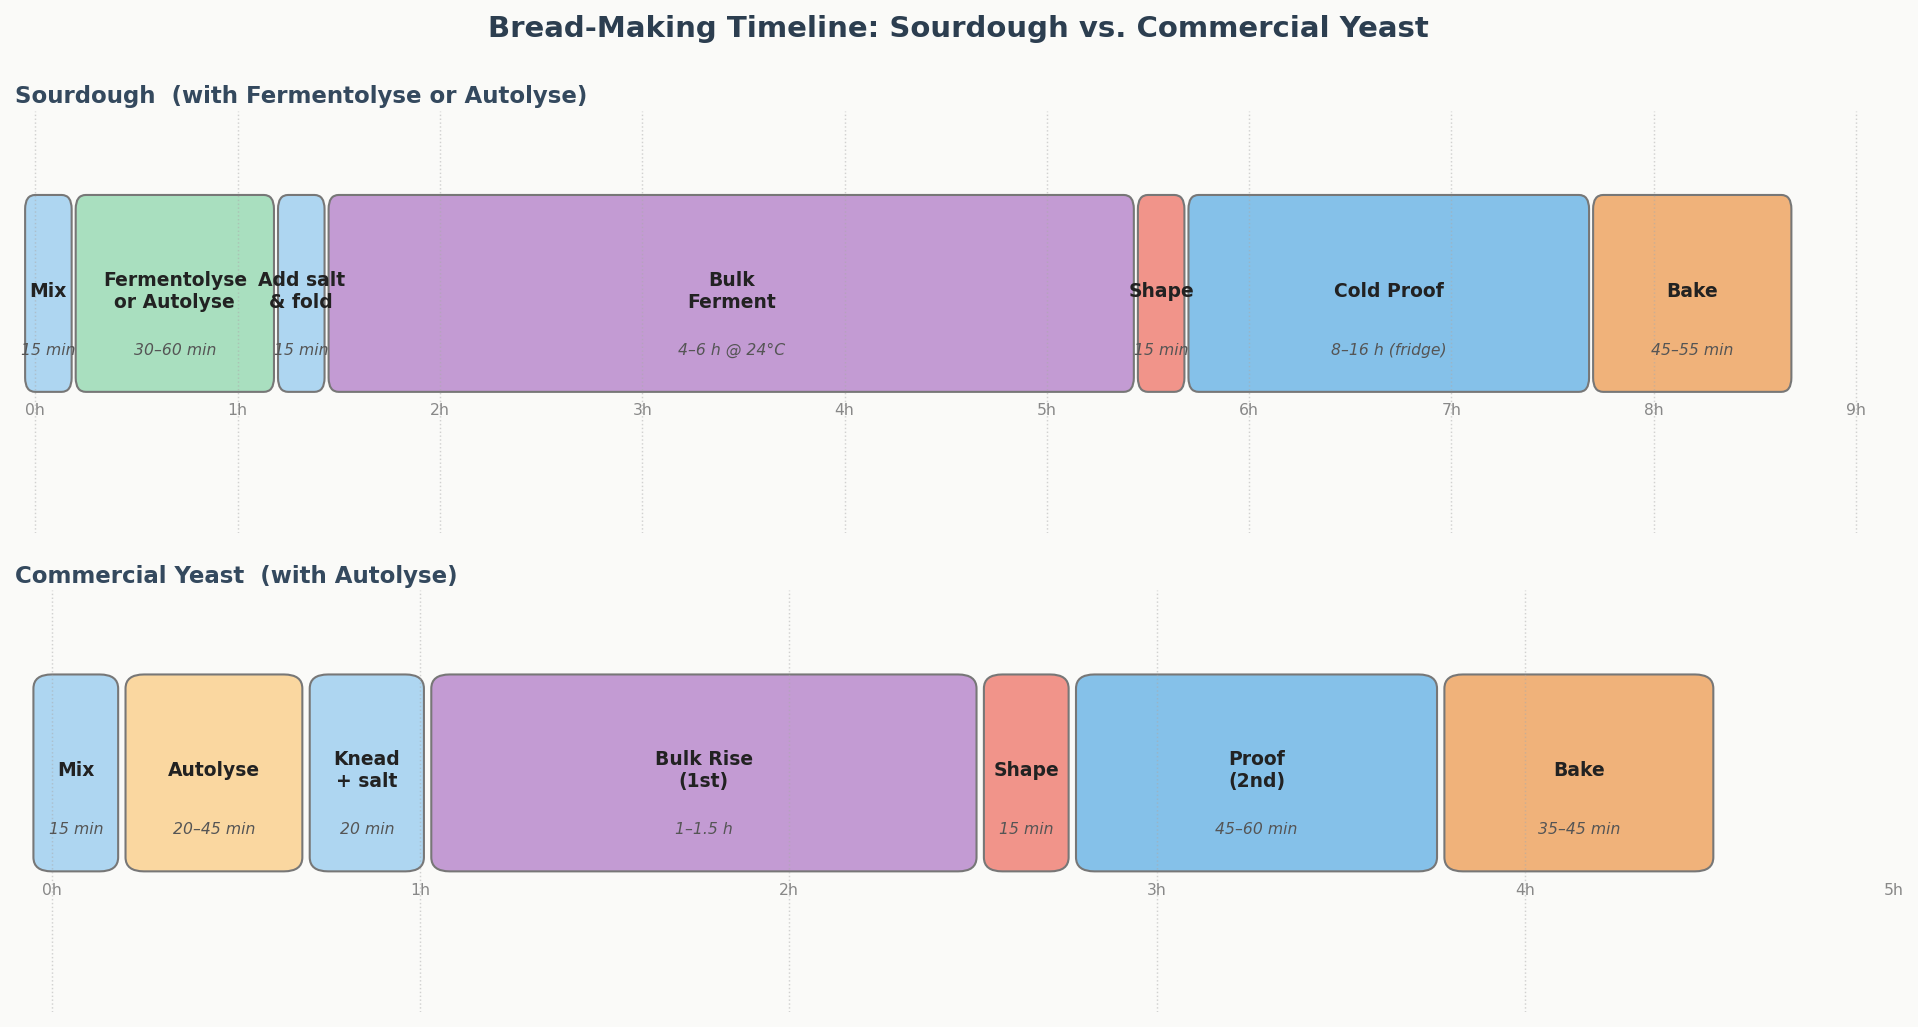 Bread-Making Timeline: Sourdough vs. Commercial Yeast
Sourdough  (with Fermentolyse or Autolyse)
Mix
15 min
Fermentolyse
or Autolyse
30–60 min
Add salt
& fold
15 min
Bulk
Ferment
4–6 h @ 24°C
Shape
15 min
Cold Proof
8–16 h (fridge)
Bake
45–55 min
0h 1h 2h 3h 4h 5h 6h 7h 8h 9h
Commercial Yeast  (with Autolyse)
Mix
15 min
Autolyse
20–45 min
Knead
+ salt
20 min
Bulk Rise
(1st)
1–1.5 h
Shape
15 min
Proof
(2nd)
45–60 min
Bake
35–45 min
0h 1h 2h 3h 4h 5h